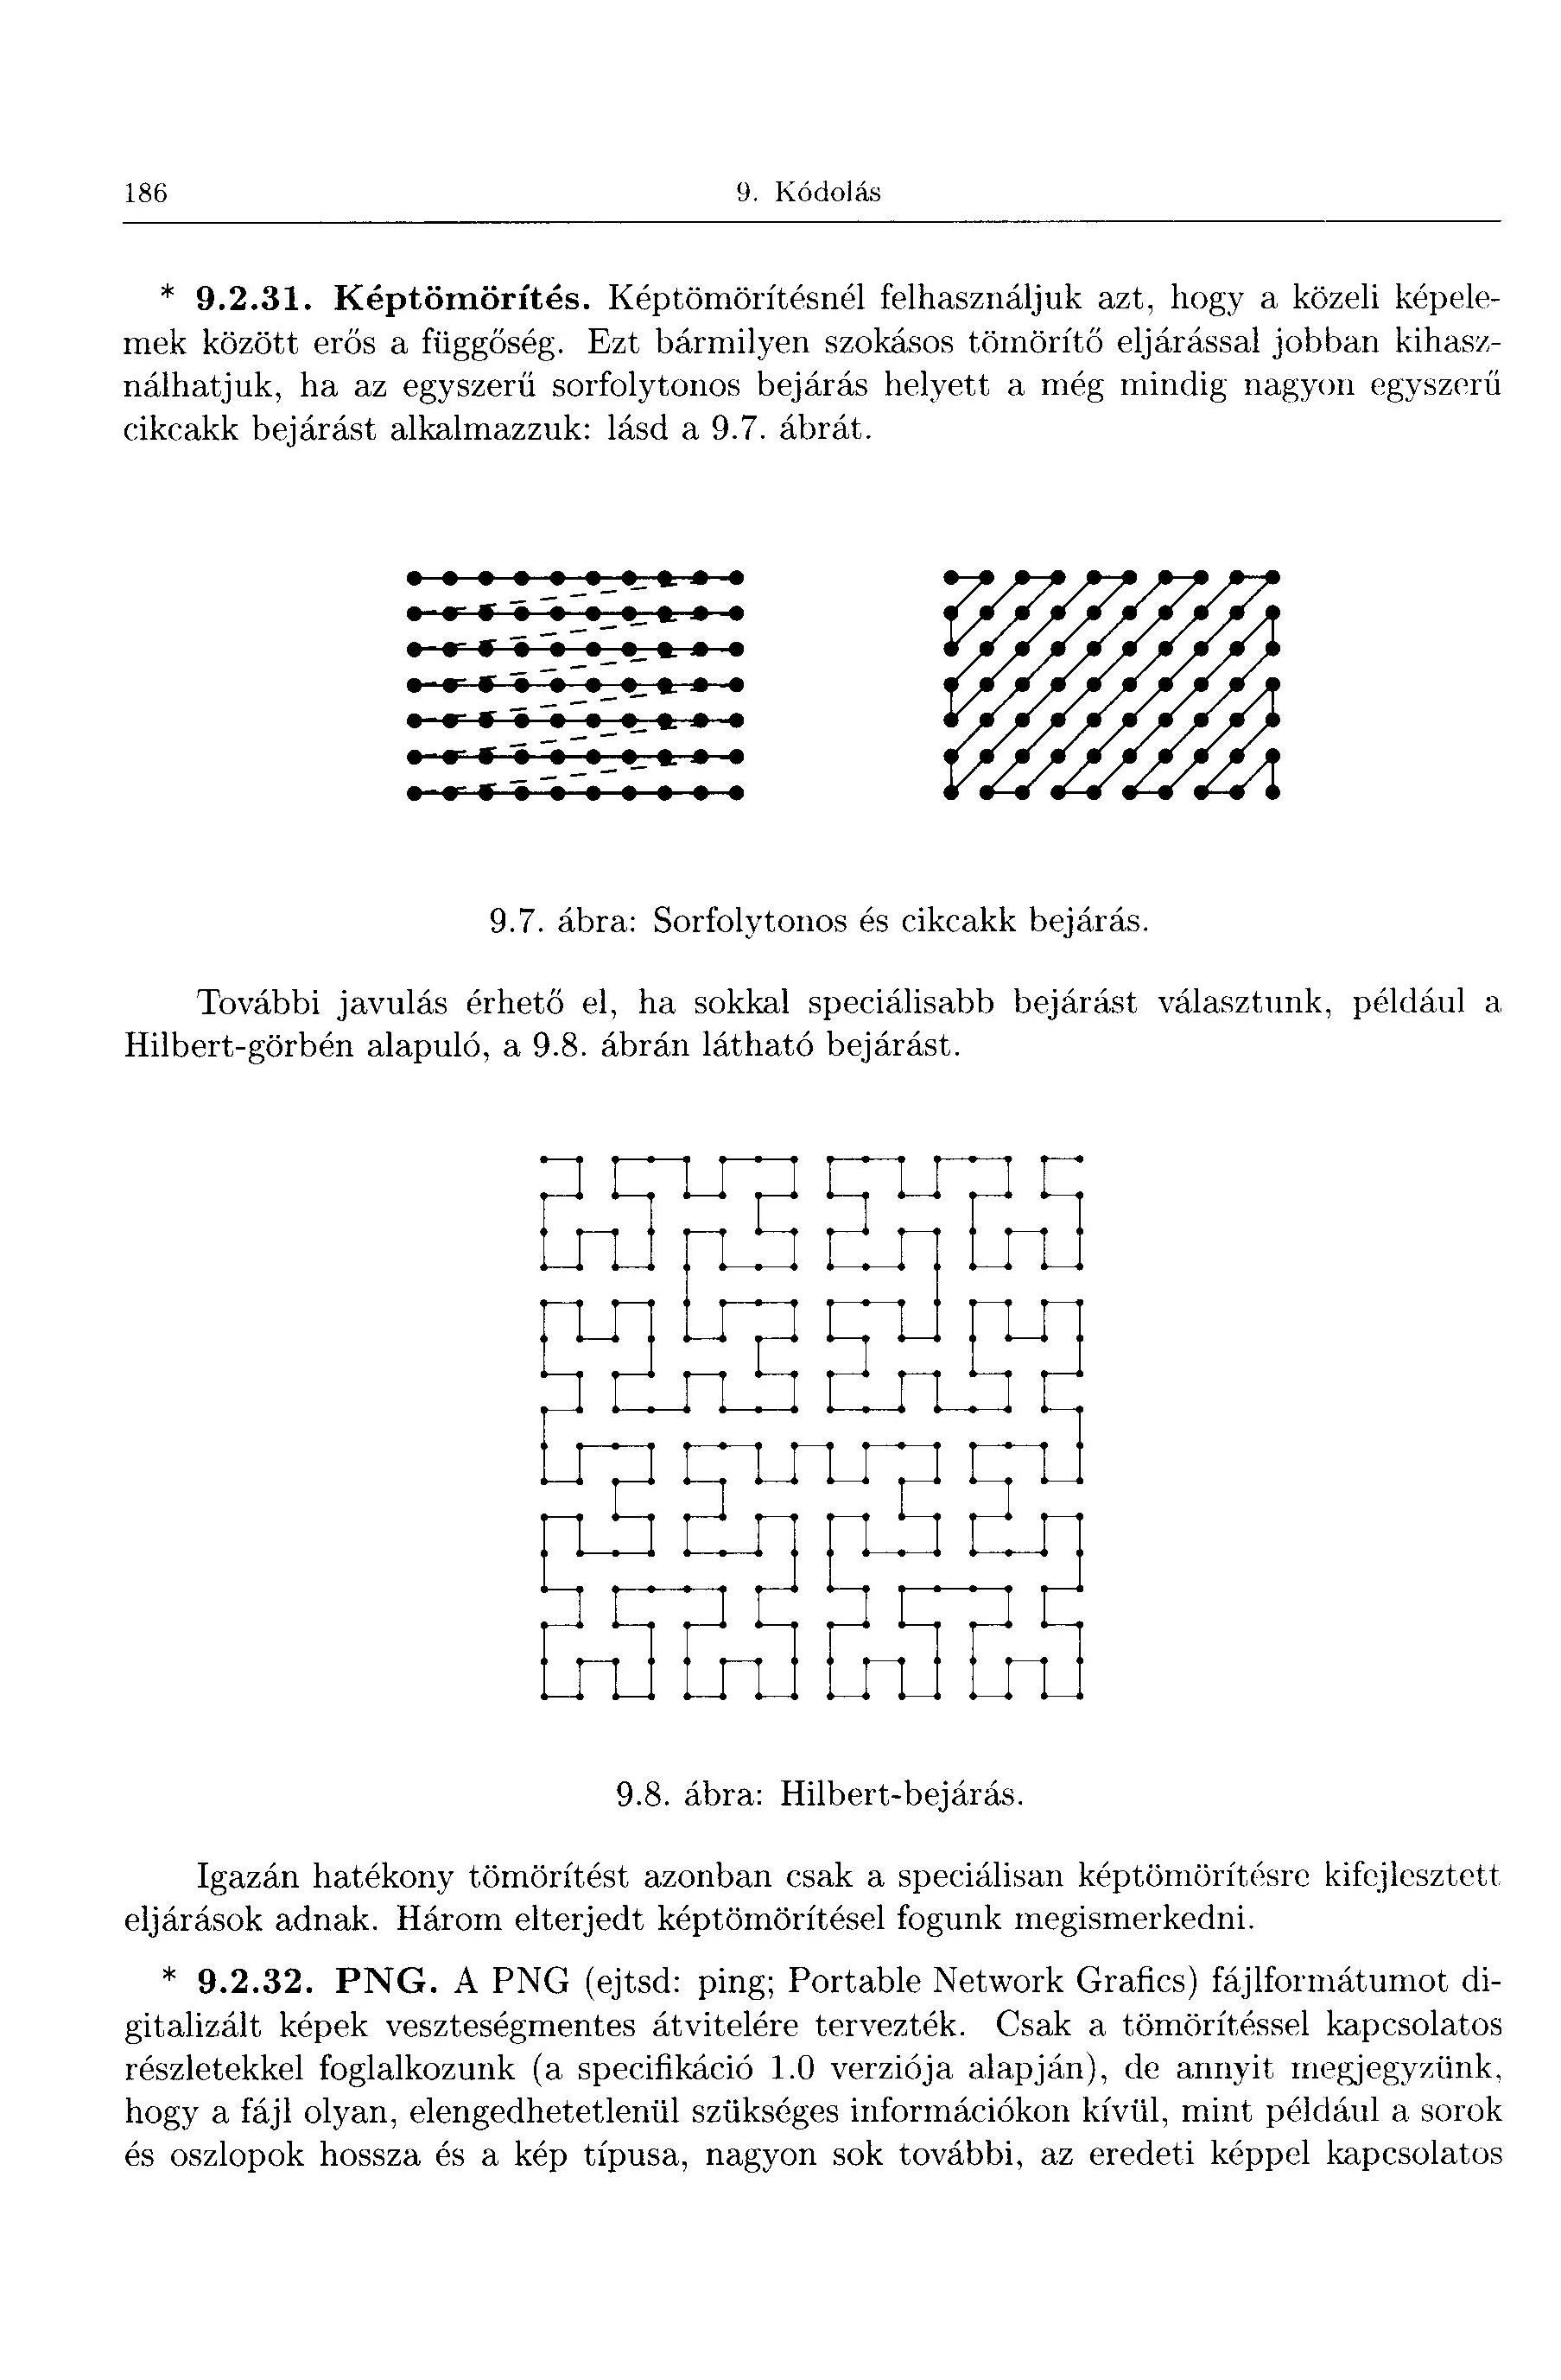 186
9. Kódolás
* 9.2.31. Képtömörítés. Képtömörítésnél felhasználjuk azt, hogy a közeli képele-
mek között erős a függőség. Ezt bármilyen szokásos tömörítő eljárással jobban kihasz-
nálhatjuk, ha az egyszerű sorfolytonos bejárás helyett a még mindig nagyon egyszerű
cikcakk bejárást alkalmazzuk: lásd a 9.7. ábrát.
9.7. ábra: Sorfolytonos és cikcakk bejárás.
További javulás érhető el, ha sokkal speciálisabb bejárást választunk, például a
Hilbert-görbén alapuló, a 9.8. ábrán látható bejárást.
9.8. ábra: Hilbert-bejárás.
Igazán hatékony tömörítést azonban csak a speciálisan képtömörítésre kifejlesztett
eljárások adnak. Három elterjedt képtömörítésel fogunk megismerkedni.
* 9.2.32. PNG. A PNG (ejtsd: ping; Portable Network Grafics) fájlformátumot di-
gitalizált képek veszteségmentes átvitelére tervezték. Csak a tömörítéssel kapcsolatos
részletekkel foglalkozunk (a specifikáció 1.0 verziója alapján), de annyit megjegyzünk,
hogy a fájl olyan, elengedhetetlenül szükséges információkon kívül, mint például a sorok
és oszlopok hossza és a kép típusa, nagyon sok további, az eredeti képpel kapcsolatos